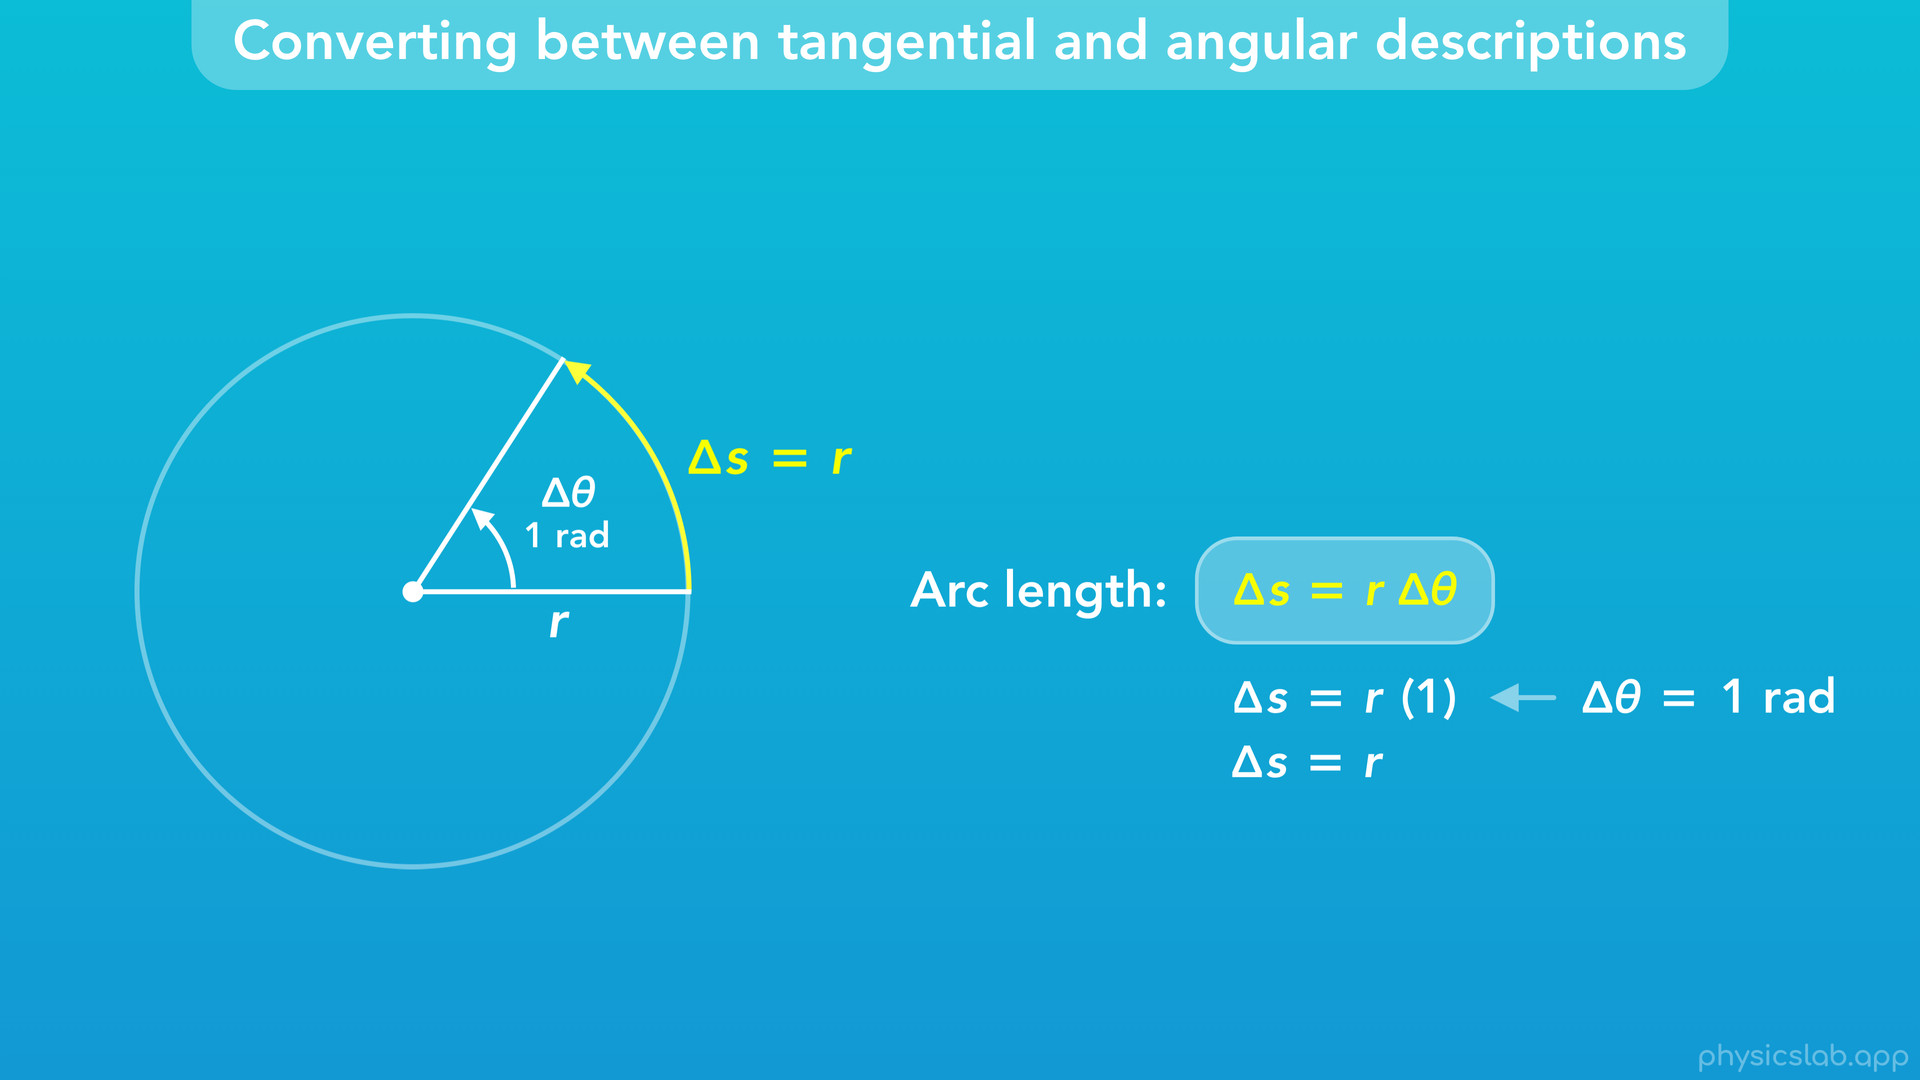 Converting between tangential and angular descriptions
Δs = r
Δθ
1 rad
r
Arc length: Δs = r Δθ
Δs = r (1) ← Δθ = 1 rad
Δs = r
physicslab.app